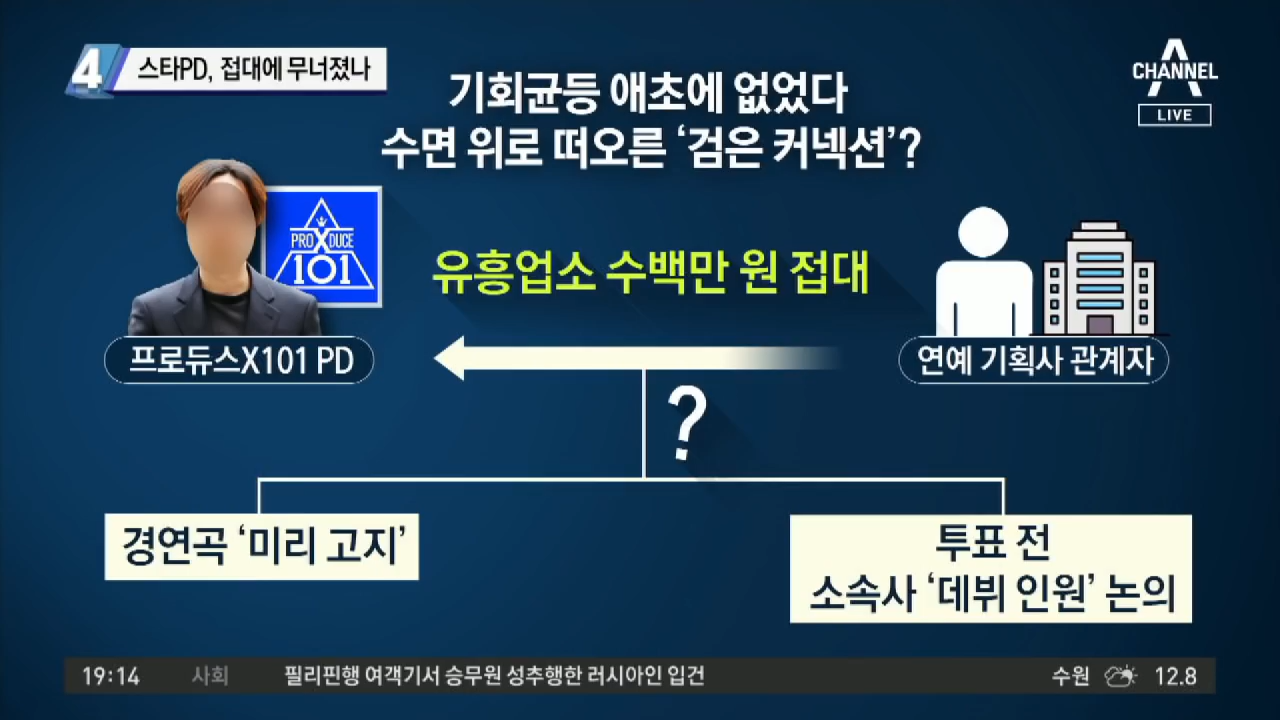 4 스타PD, 접대에 무너졌나
CHANNEL A
LIVE
기회균등 애초에 없었다
수면 위로 떠오른 ‘검은 커넥션’?
PRODUCE X 101
유흥업소 수백만 원 접대
프로듀스X101 PD
연예 기획사 관계자
?
경연곡 ‘미리 고지’
투표 전
소속사 ‘데뷔 인원’ 논의
19:14 사회 필리핀행 여객기서 승무원 성추행한 러시아인 입건 수원 12.8